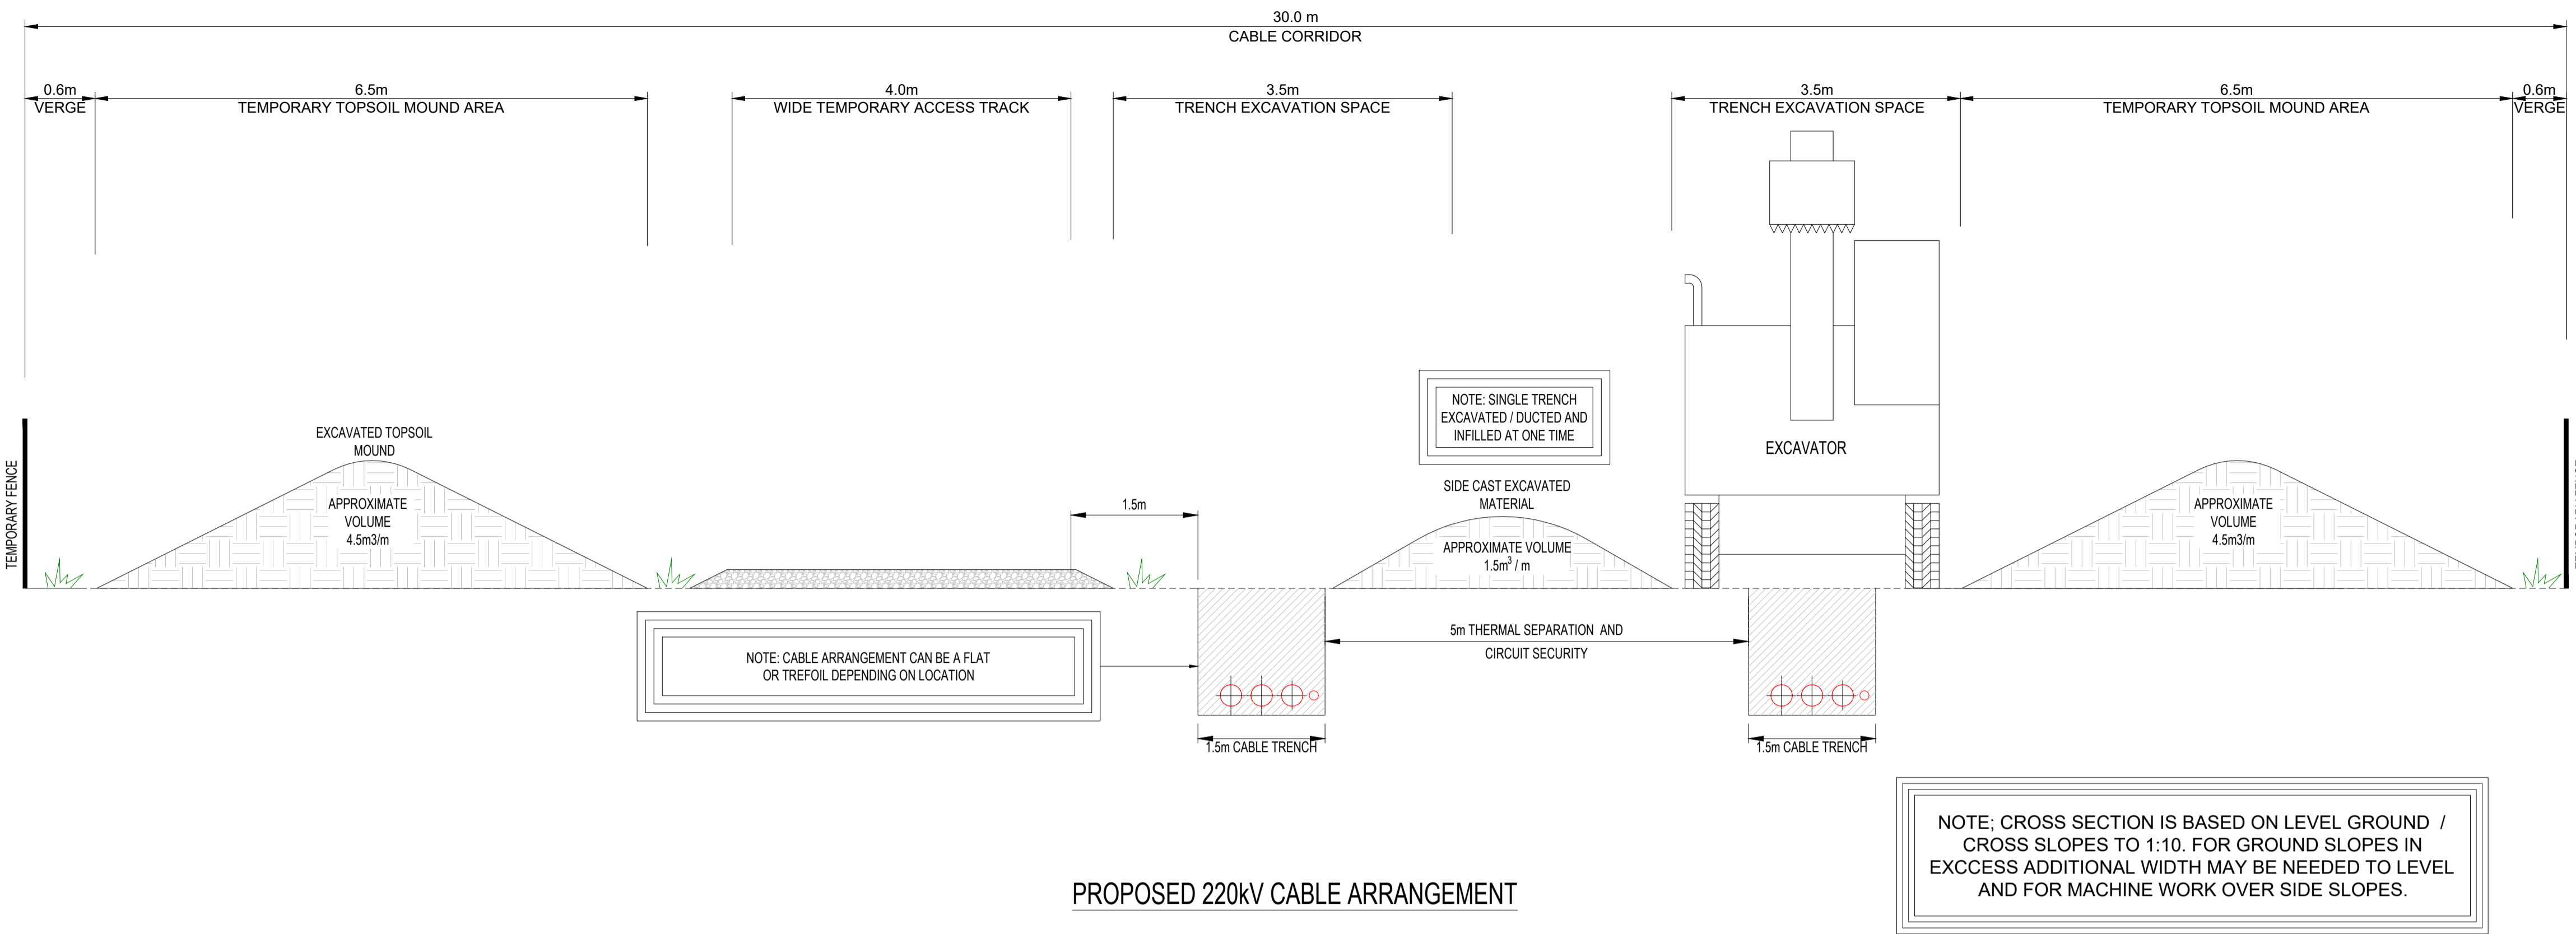 30.0 m
CABLE CORRIDOR
0.6m
VERGE
6.5m
TEMPORARY TOPSOIL MOUND AREA
4.0m
WIDE TEMPORARY ACCESS TRACK
3.5m
TRENCH EXCAVATION SPACE
3.5m
TRENCH EXCAVATION SPACE
6.5m
TEMPORARY TOPSOIL MOUND AREA
0.6m
VERGE
TEMPORARY FENCE
EXCAVATED TOPSOIL
MOUND
APPROXIMATE
VOLUME
4.5m3/m
1.5m
NOTE: SINGLE TRENCH
EXCAVATED / DUCTED AND
INFILLED AT ONE TIME
SIDE CAST EXCAVATED
MATERIAL
APPROXIMATE VOLUME
1.5m³ / m
EXCAVATOR
APPROXIMATE
VOLUME
4.5m3/m
NOTE: CABLE ARRANGEMENT CAN BE A FLAT
OR TREFOIL DEPENDING ON LOCATION
5m THERMAL SEPARATION AND
CIRCUIT SECURITY
1.5m CABLE TRENCH
1.5m CABLE TRENCH
NOTE; CROSS SECTION IS BASED ON LEVEL GROUND /
CROSS SLOPES TO 1:10. FOR GROUND SLOPES IN
EXCCESS ADDITIONAL WIDTH MAY BE NEEDED TO LEVEL
AND FOR MACHINE WORK OVER SIDE SLOPES.
PROPOSED 220kV CABLE ARRANGEMENT